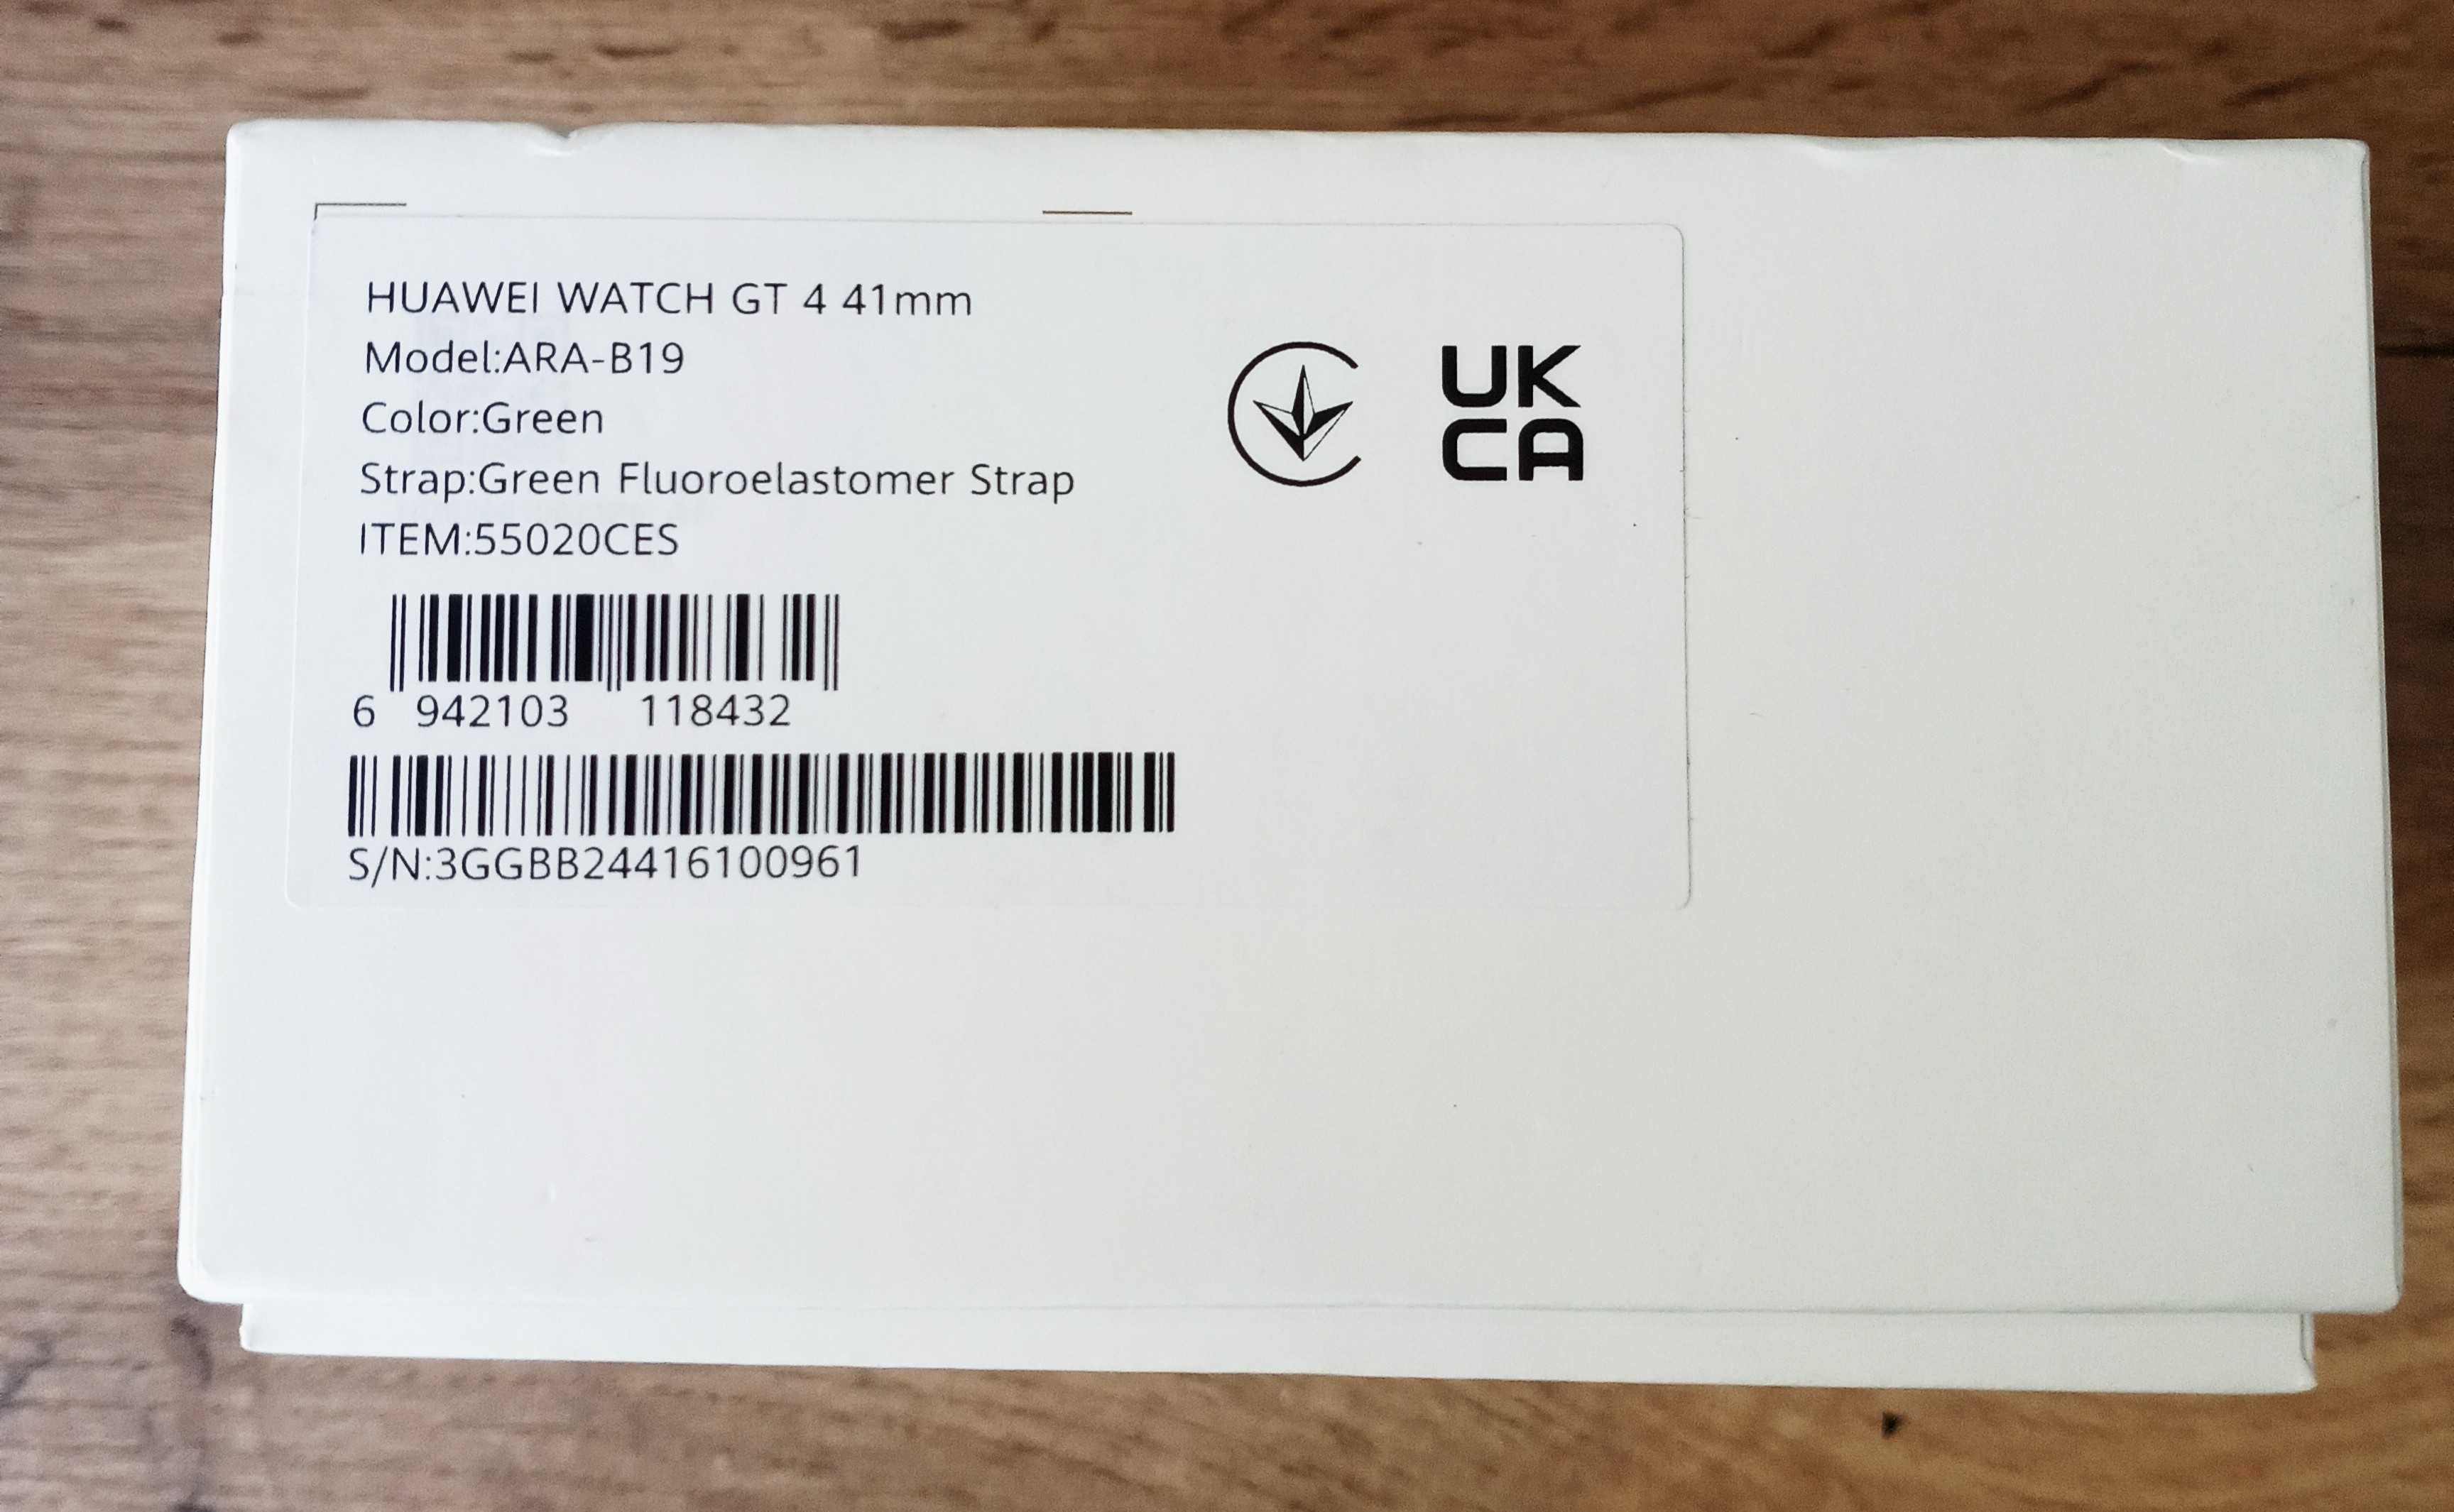 HUAWEI WATCH GT 4 41mm
Model:ARA-B19
Color:Green
Strap:Green Fluoroelastomer Strap
ITEM:55020CES
6 942103 118432
S/N:3GGBB24416100961
UK
CA